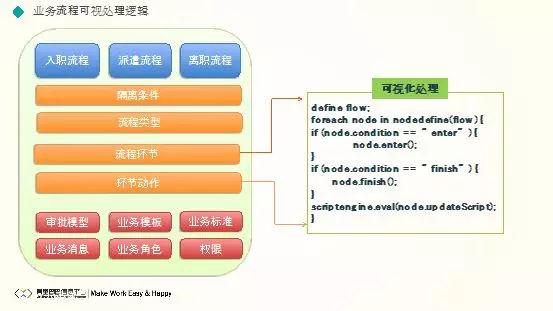 业务流程可视处理逻辑
入职流程 派遣流程 离职流程
隔离条件
流程类型
流程环节
环节动作
审批模型 业务模板 业务标准
业务消息 业务角色 权限
可视化处理
define flow;
foreach node in nodedefine(flow){
if(node.condition == " enter" ){
node.enter();
}
if(node.condition == " finish" ) {
node.finish();
}
scriptengine.eval(node.updateScript);
}
Make Work Easy & Happy